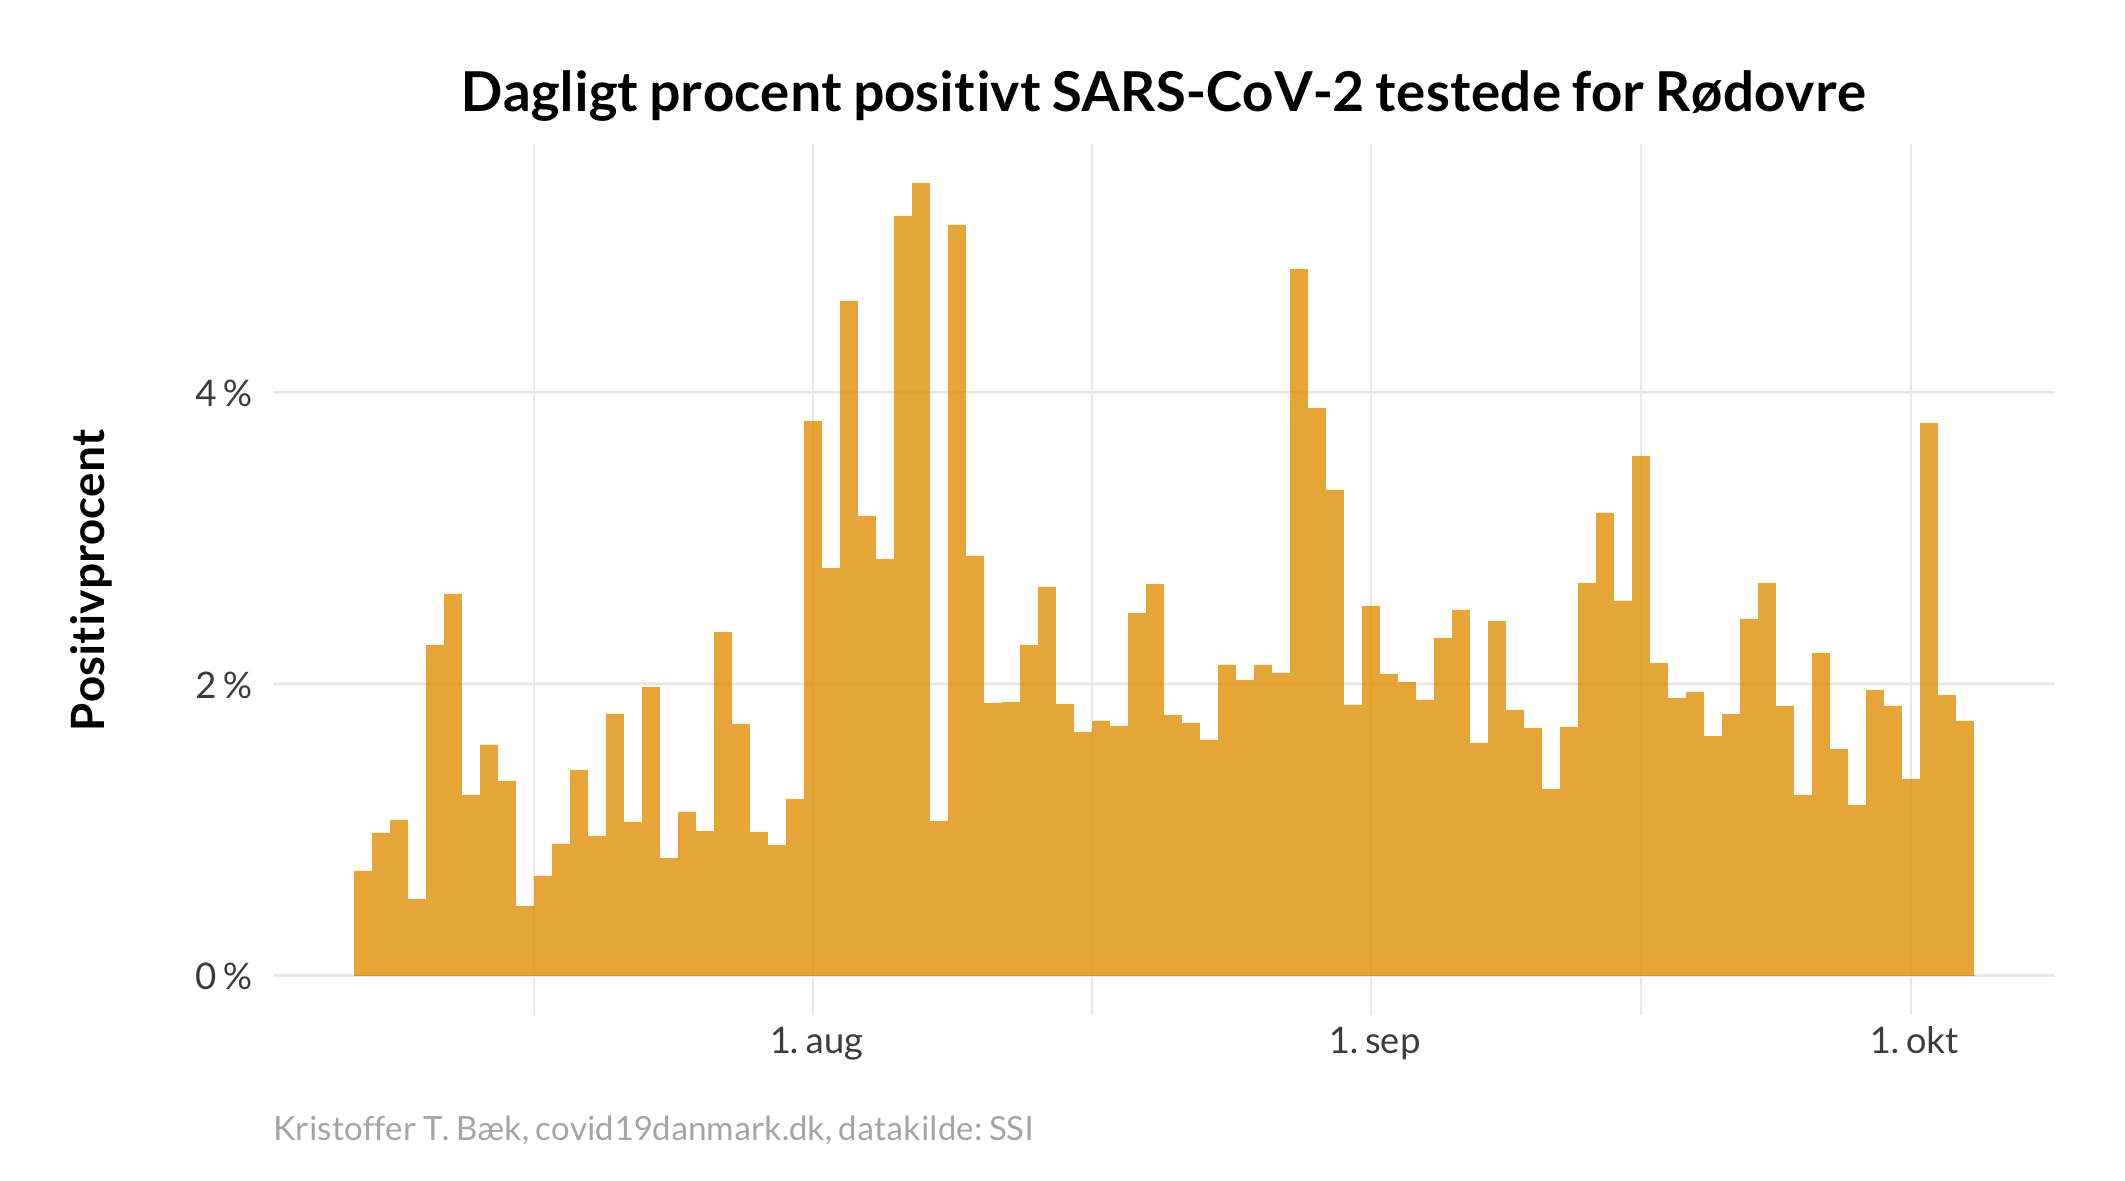 Dagligt procent positivt SARS-CoV-2 testede for Rødovre
Positivprocent
4 %
2 %
0 %
1. aug
1. sep
1. okt
Kristoffer T. Bæk, covid19danmark.dk, datakilde: SSI